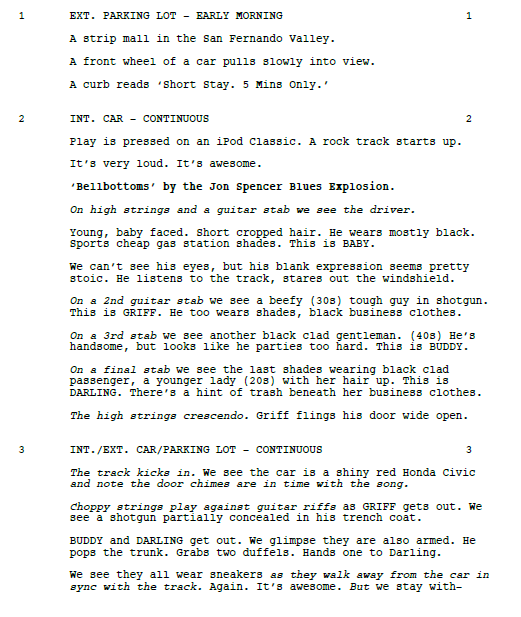 1 EXT. PARKING LOT – EARLY MORNING 1
A strip mall in the San Fernando Valley.
A front wheel of a car pulls slowly into view.
A curb reads ‘Short Stay. 5 Mins Only.’
2 INT. CAR – CONTINUOUS 2
Play is pressed on an iPod Classic. A rock track starts up.
It’s very loud. It’s awesome.
‘Bellbottoms’ by the Jon Spencer Blues Explosion.
On high strings and a guitar stab we see the driver.
Young, baby faced. Short cropped hair. He wears mostly black.
Sports cheap gas station shades. This is BABY.
We can’t see his eyes, but his blank expression seems pretty
stoic. He listens to the track, stares out the windshield.
On a 2nd guitar stab we see a beefy (30s) tough guy in shotgun.
This is GRIFF. He too wears shades, black business clothes.
On a 3rd stab we see another black clad gentleman. (40s) He’s
handsome, but looks like he parties too hard. This is BUDDY.
On a final stab we see the last shades wearing black clad
passenger, a younger lady (20s) with her hair up. This is
DARLING. There’s a hint of trash beneath her business clothes.
The high strings crescendo. Griff flings his door wide open.
3 INT./EXT. CAR/PARKING LOT – CONTINUOUS 3
The track kicks in. We see the car is a shiny red Honda Civic
and note the door chimes are in time with the song.
Choppy strings play against guitar riffs as GRIFF gets out. We
see a shotgun partially concealed in his trench coat.
BUDDY and DARLING get out. We glimpse they are also armed. He
pops the trunk. Grabs two duffels. Hands one to Darling.
We see they all wear sneakers as they walk away from the car in
sync with the track. Again. It’s awesome. But we stay with–